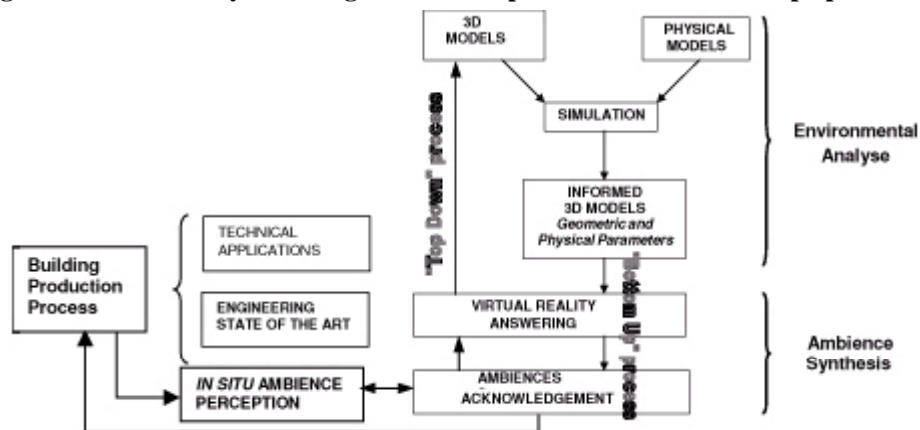 3D
MODELS
PHYSICAL
MODELS
SIMULATION
Environmental
Analyse
"Top Down" process
INFORMED
3D MODELS
Geometric and
Physical Parameters
TECHNICAL
APPLICATIONS
Building
Production
Process
ENGINEERING
STATE OF THE ART
VIRTUAL REALITY
ANSWERING
"Bottom Up" process
Ambience
Synthesis
IN SITU AMBIENCE
PERCEPTION
AMBIENCES
ACKNOWLEDGEMENT